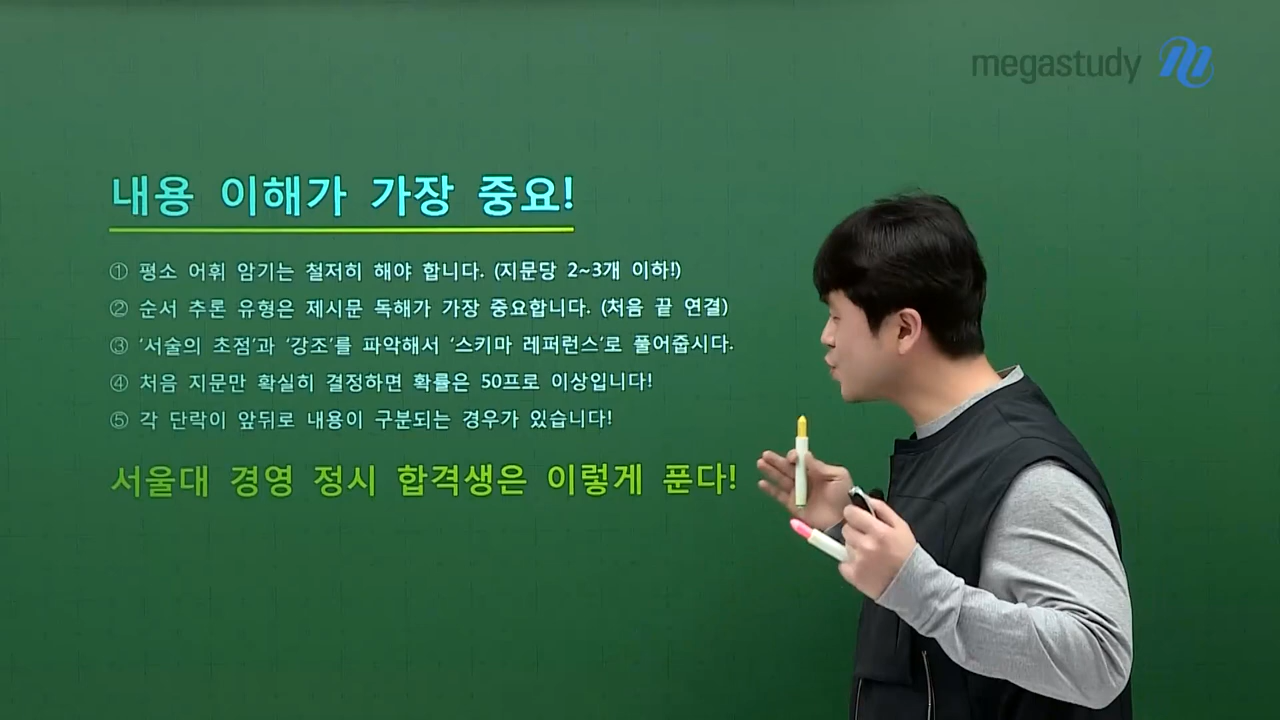 megastudy
내용 이해가 가장 중요!
① 평소 어휘 암기는 철저히 해야 합니다. (지문당 2~3개 이하!)
② 순서 추론 유형은 제시문 독해가 가장 중요합니다. (처음 끝 연결)
③ '서술의 초점'과 '강조'를 파악해서 '스키마 레퍼런스'로 풀어줍시다.
④ 처음 지문만 확실히 결정하면 확률은 50프로 이상입니다!
⑤ 각 단락이 앞뒤로 내용이 구분되는 경우가 있습니다!
서울대 경영 정시 합격생은 이렇게 푼다!